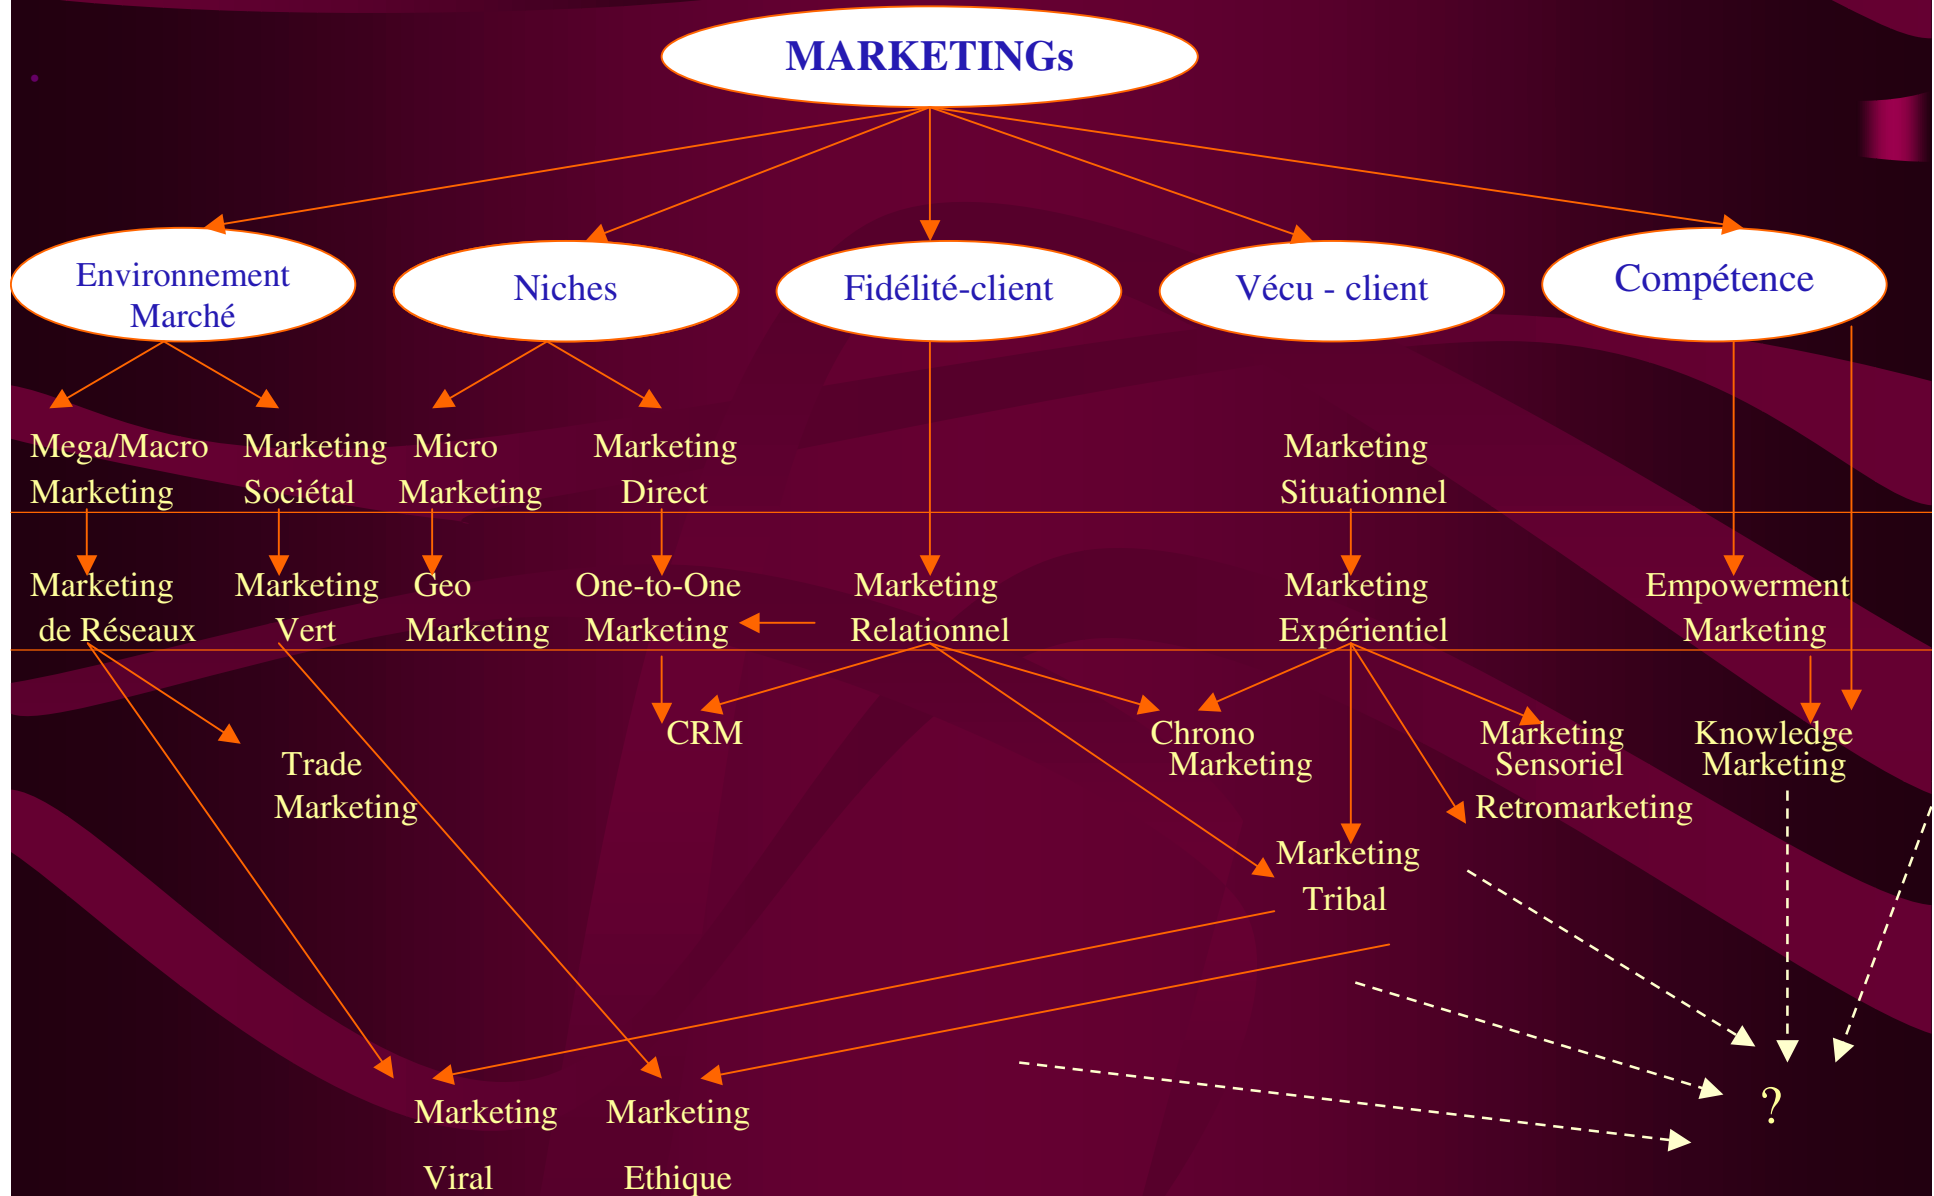 MARKETINGs
Environnement
Marché
Niches
Fidélité-client
Vécu - client
Compétence
Mega/Macro
Marketing
Marketing
Sociétal
Micro
Marketing
Marketing
Direct
Marketing
Situationnel
Marketing
de Réseaux
Marketing
Vert
Geo
Marketing
One-to-One
Marketing
Marketing
Relationnel
Marketing
Expérientiel
Empowerment
Marketing
Trade
Marketing
CRM
Chrono
Marketing
Marketing
Sensoriel
Retromarketing
Knowledge
Marketing
Marketing
Tribal
Marketing
Viral
Marketing
Ethique
?